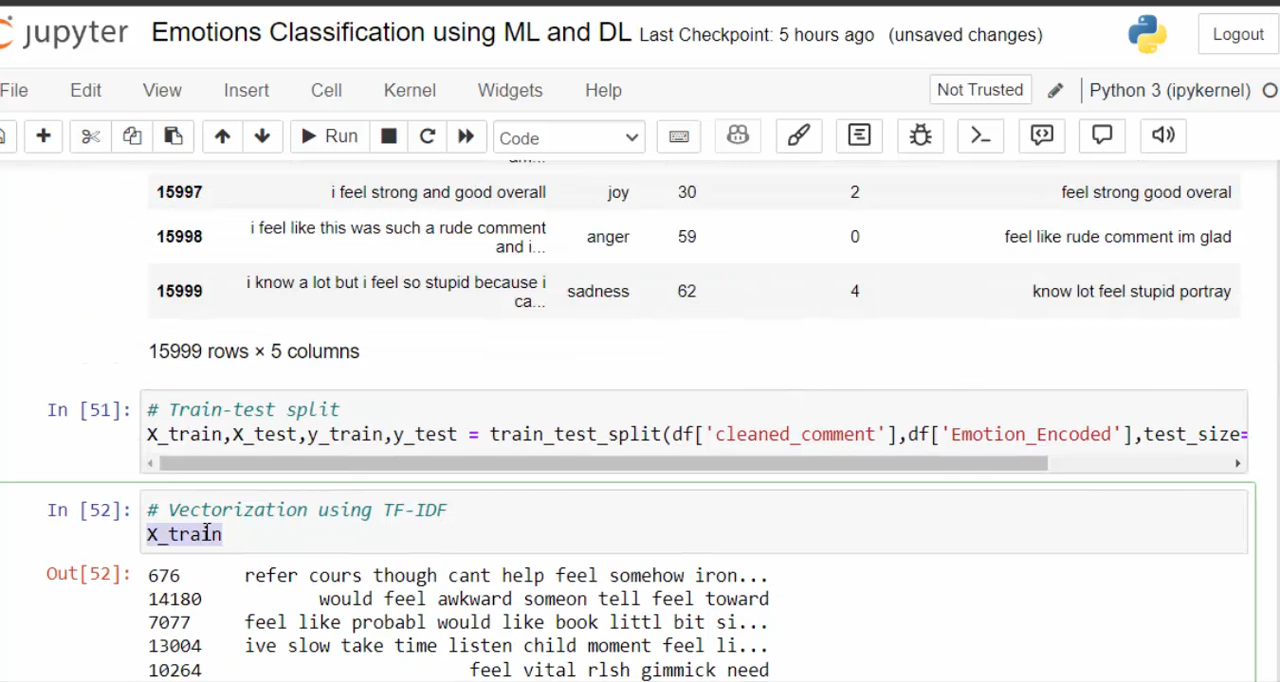 jupyter Emotions Classification using ML and DL Last Checkpoint: 5 hours ago (unsaved changes) Logout
File Edit View Insert Cell Kernel Widgets Help Not Trusted Python 3 (ipykernel)
Run Code
15997 i feel strong and good overall joy 30 2 feel strong good overal
15998 i feel like this was such a rude comment anger 59 0 feel like rude comment im glad
and i...
15999 i know a lot but i feel so stupid because i sadness 62 4 know lot feel stupid portray
ca...
15999 rows × 5 columns
In [51]: # Train-test split
X_train,X_test,y_train,y_test = train_test_split(df['cleaned_comment'],df['Emotion_Encoded'],test_size=
In [52]: # Vectorization using TF-IDF
X_train
Out[52]: 676 refer cours though cant help feel somehow iron...
14180 would feel awkward someon tell feel toward
7077 feel like probabl would like book littl bit si...
13004 ive slow take time listen child moment feel li...
10264 feel vital rlsh gimmick need